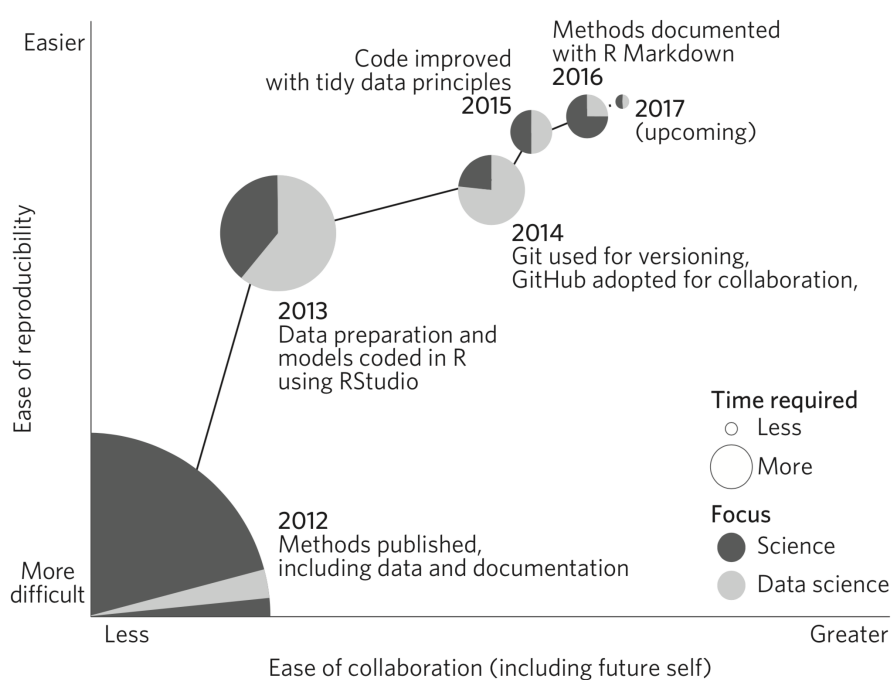 Easier
Methods documented
with R Markdown
2016
Code improved
with tidy data principles
2015
2017
(upcoming)
2014
Git used for versioning,
GitHub adopted for collaboration,
2013
Data preparation and
models coded in R
using RStudio
Ease of reproducibility
Time required
Less
More
Focus
Science
Data science
2012
Methods published,
including data and documentation
More
difficult
Less
Greater
Ease of collaboration (including future self)